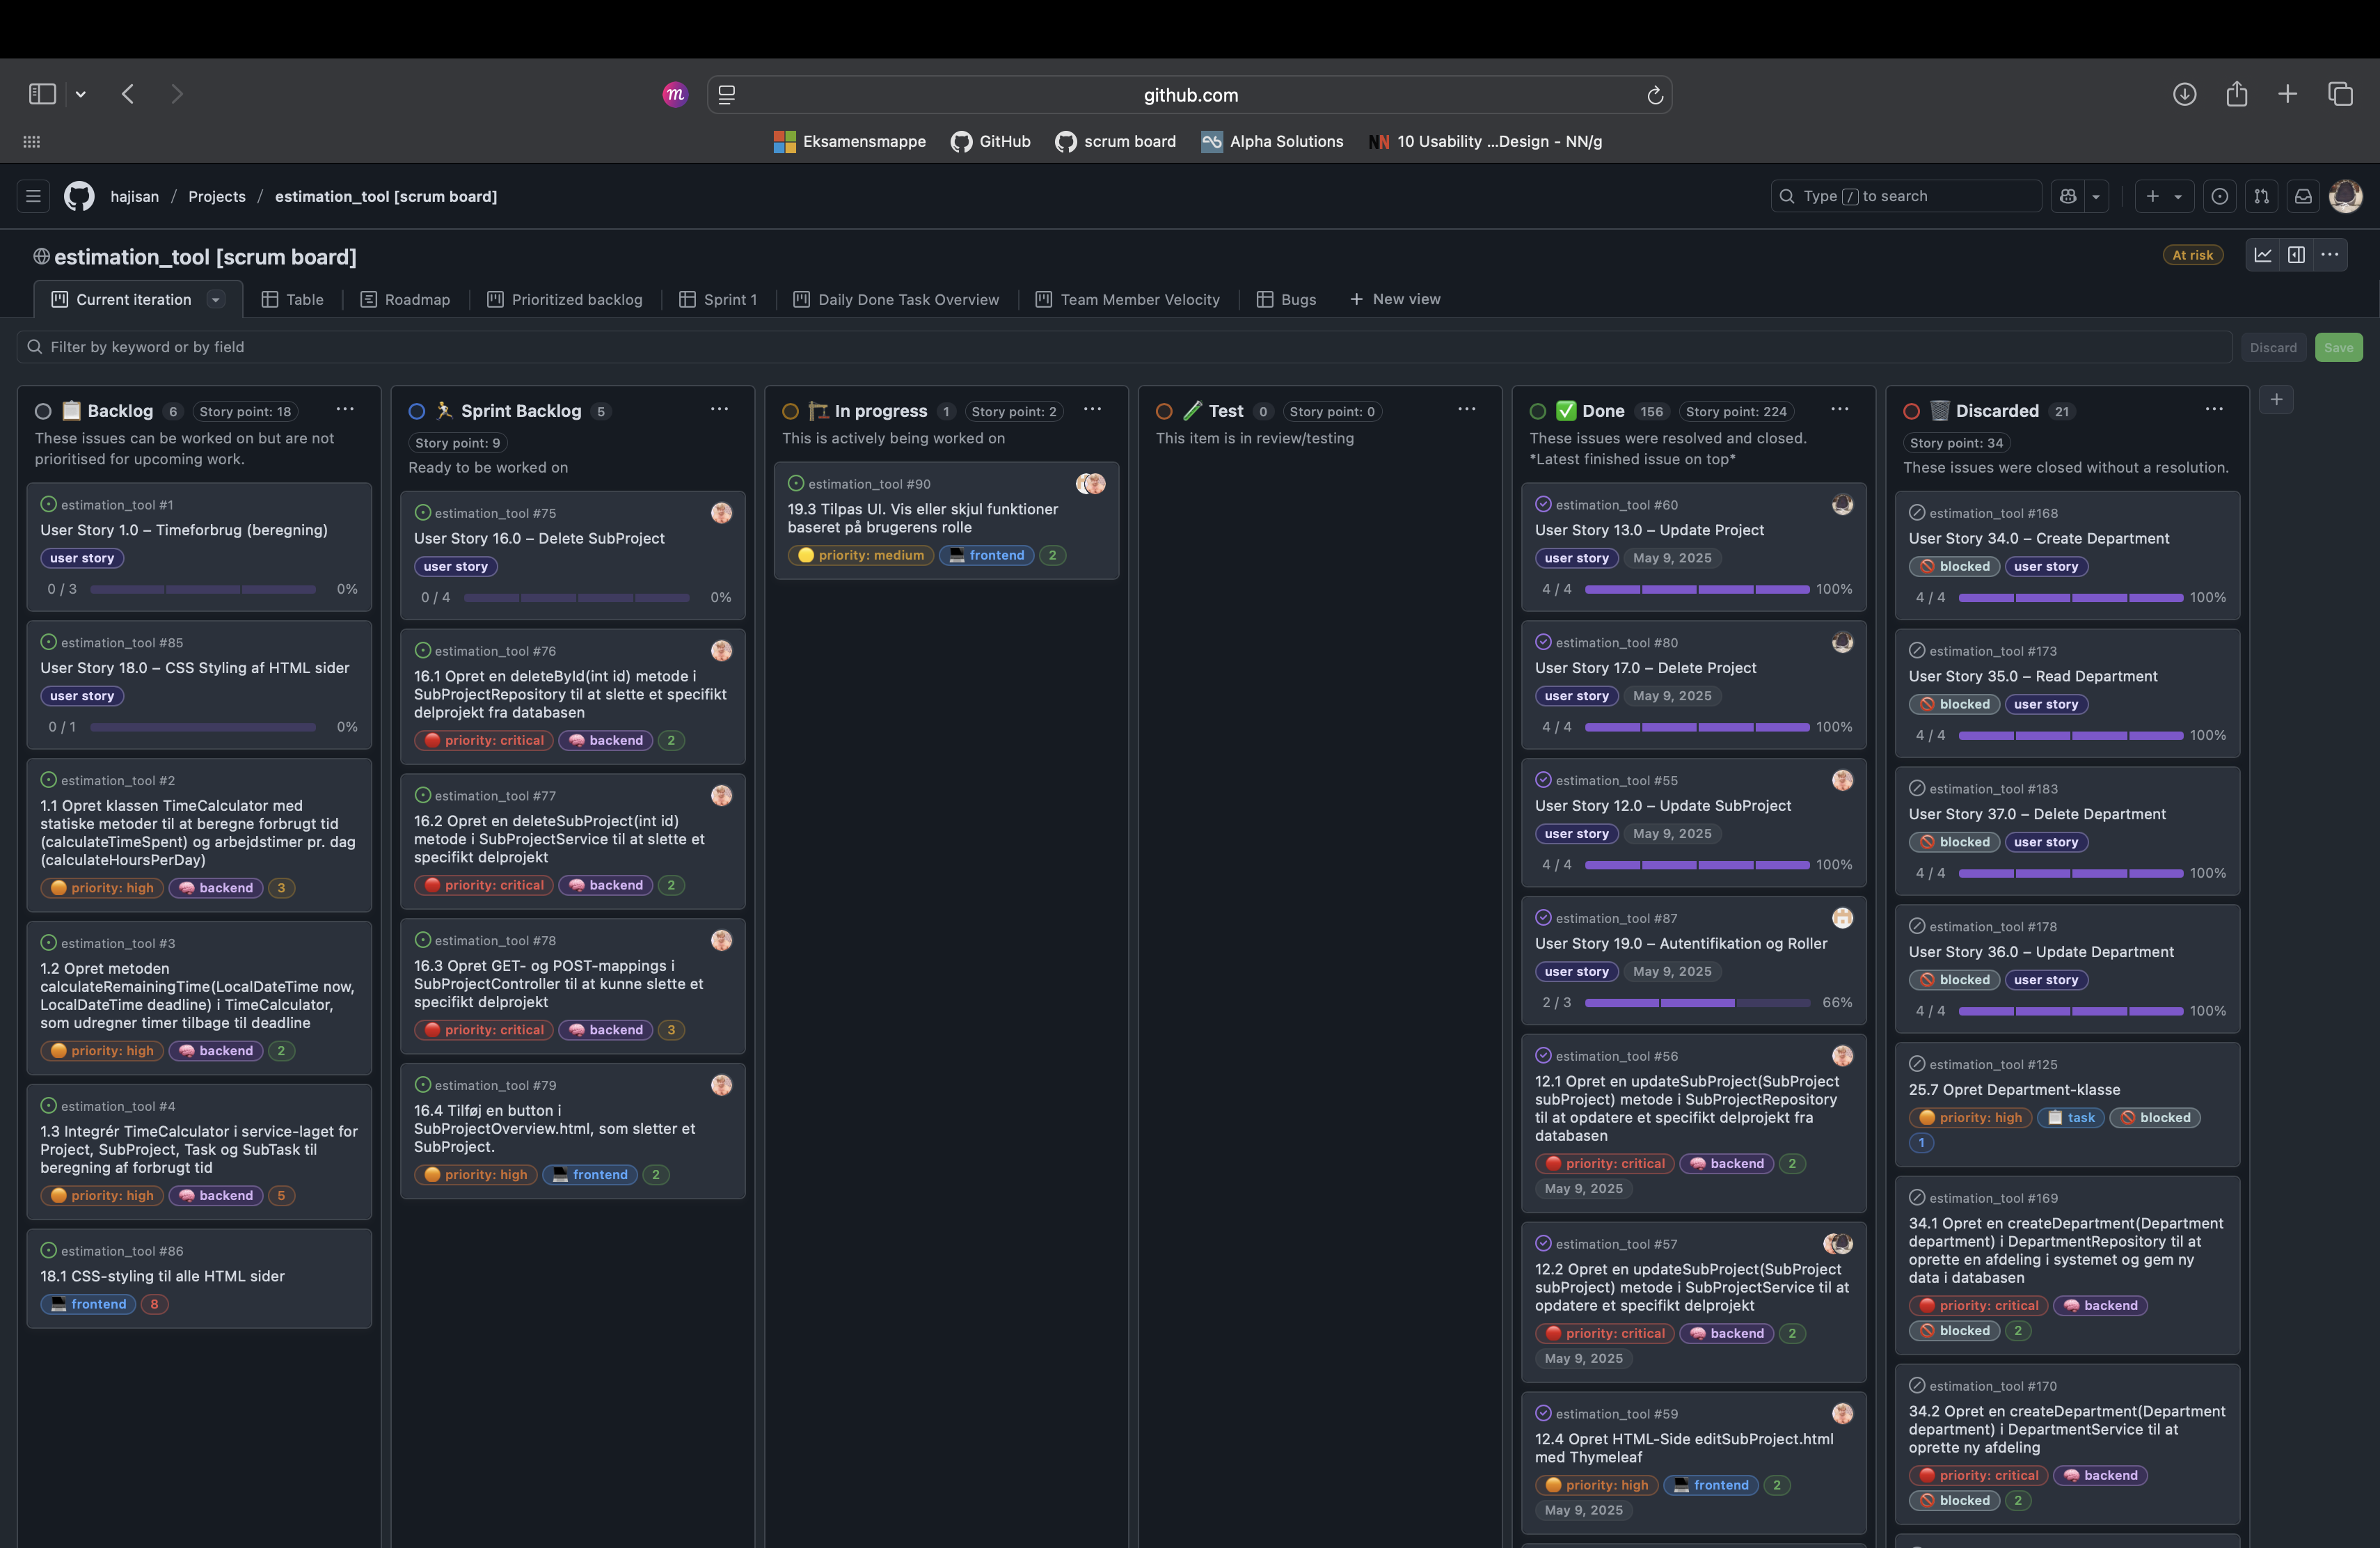 m
github.com
Eksamensmappe
GitHub
scrum board
Alpha Solutions
NN 10 Usability ...Design - NN/g
hajisan / Projects / estimation_tool [scrum board]
Type / to search
estimation_tool [scrum board]
At risk
Current iteration
Table
Roadmap
Prioritized backlog
Sprint 1
Daily Done Task Overview
Team Member Velocity
Bugs
New view
Filter by keyword or by field
Discard
Save
Backlog 6 Story point: 18
These issues can be worked on but are not
prioritised for upcoming work.
estimation_tool #1
User Story 1.0 – Timeforbrug (beregning)
user story
0 / 3 0%
estimation_tool #85
User Story 18.0 – CSS Styling af HTML sider
user story
0 / 1 0%
estimation_tool #2
1.1 Opret klassen TimeCalculator med
statiske metoder til at beregne forbrugt tid
(calculateTimeSpent) og arbejdstimer pr. dag
(calculateHoursPerDay)
priority: high backend 3
estimation_tool #3
1.2 Opret metoden
calculateRemainingTime(LocalDateTime now,
LocalDateTime deadline) i TimeCalculator,
som udregner timer tilbage til deadline
priority: high backend 2
estimation_tool #4
1.3 Integrér TimeCalculator i service-laget for
Project, SubProject, Task og SubTask til
beregning af forbrugt tid
priority: high backend 5
estimation_tool #86
18.1 CSS-styling til alle HTML sider
frontend 8
Sprint Backlog 5
Story point: 9
Ready to be worked on
estimation_tool #75
User Story 16.0 – Delete SubProject
user story
0 / 4 0%
estimation_tool #76
16.1 Opret en deleteById(int id) metode i
SubProjectRepository til at slette et specifikt
delprojekt fra databasen
priority: critical backend 2
estimation_tool #77
16.2 Opret en deleteSubProject(int id)
metode i SubProjectService til at slette et
specifikt delprojekt
priority: critical backend 2
estimation_tool #78
16.3 Opret GET- og POST-mappings i
SubProjectController til at kunne slette et
specifikt delprojekt
priority: critical backend 3
estimation_tool #79
16.4 Tilføj en button i
SubProjectOverview.html, som sletter et
SubProject.
priority: high frontend 2
In progress 1 Story point: 2
This is actively being worked on
estimation_tool #90
19.3 Tilpas UI. Vis eller skjul funktioner
baseret på brugerens rolle
priority: medium frontend 2
Test 0 Story point: 0
This item is in review/testing
Done 156 Story point: 224
These issues were resolved and closed.
*Latest finished issue on top*
estimation_tool #60
User Story 13.0 – Update Project
user story May 9, 2025
4 / 4 100%
estimation_tool #80
User Story 17.0 – Delete Project
user story May 9, 2025
4 / 4 100%
estimation_tool #55
User Story 12.0 – Update SubProject
user story May 9, 2025
4 / 4 100%
estimation_tool #87
User Story 19.0 – Autentifikation og Roller
user story May 9, 2025
2 / 3 66%
estimation_tool #56
12.1 Opret en updateSubProject(SubProject
subProject) metode i SubProjectRepository
til at opdatere et specifikt delprojekt fra
databasen
priority: critical backend 2
May 9, 2025
estimation_tool #57
12.2 Opret en updateSubProject(SubProject
subProject) metode i SubProjectService til at
opdatere et specifikt delprojekt
priority: critical backend 2
May 9, 2025
estimation_tool #59
12.4 Opret HTML-Side editSubProject.html
med Thymeleaf
priority: high frontend 2
May 9, 2025
Discarded 21
Story point: 34
These issues were closed without a resolution.
estimation_tool #168
User Story 34.0 – Create Department
blocked user story
4 / 4 100%
estimation_tool #173
User Story 35.0 – Read Department
blocked user story
4 / 4 100%
estimation_tool #183
User Story 37.0 – Delete Department
blocked user story
4 / 4 100%
estimation_tool #178
User Story 36.0 – Update Department
blocked user story
4 / 4 100%
estimation_tool #125
25.7 Opret Department-klasse
priority: high task blocked
1
estimation_tool #169
34.1 Opret en createDepartment(Department
department) i DepartmentRepository til at
oprette en afdeling i systemet og gem ny
data i databasen
priority: critical backend
blocked 2
estimation_tool #170
34.2 Opret en createDepartment(Department
department) i DepartmentService til at
oprette ny afdeling
priority: critical backend
blocked 2